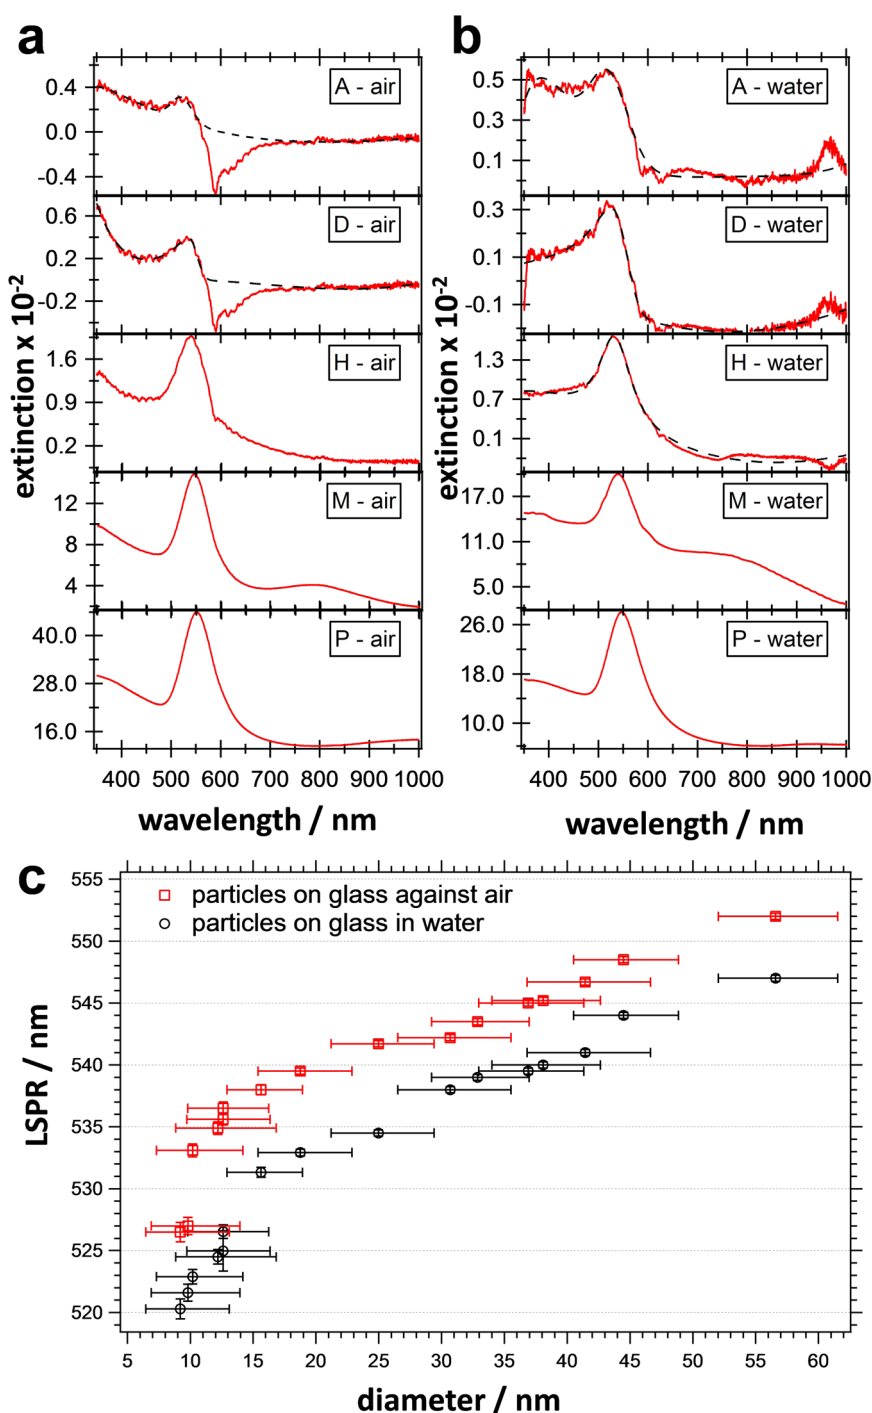 a
b
extinction x 10-2
0.4
0.0
-0.4
A - air
0.6
0.2
-0.2
D - air
1.6
0.9
0.2
H - air
12
8
4
M - air
40.0
28.0
16.0
P - air
400 500 600 700 800 900 1000
wavelength / nm
extinction x 10-2
0.5
0.3
0.1
A - water
0.3
0.1
-0.1
D - water
1.3
0.7
0.1
H - water
17.0
11.0
5.0
M - water
26.0
18.0
10.0
P - water
400 500 600 700 800 900 1000
wavelength / nm
c
particles on glass against air
particles on glass in water
LSPR / nm
555
550
545
540
535
530
525
520
5 10 15 20 25 30 35 40 45 50 55 60
diameter / nm